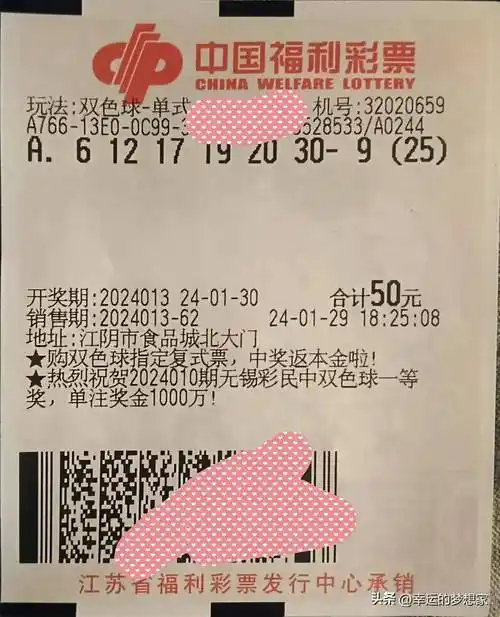 中国福利彩票
CHINA WELFARE LOTTERY
玩法:双色球-单式 机号:32020659
A766-13E0-0C99- 528533/A0244
A. 6 12 17 19 20 30- 9 (25)
开奖期:2024013 24-01-30 合计50元
销售期:2024013-62 24-01-29 18:25:08
地址:江阴市食品城北大门
★购双色球指定复式票，中奖返本金啦!
★热烈祝贺2024010期无锡彩民中双色球一等
奖，单注奖金1000万!
江苏省福利彩票发行中心承销
头条 @幸运的梦想家